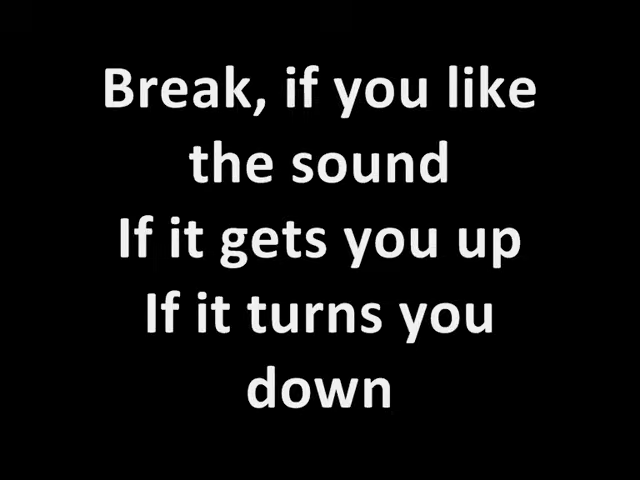 Break, if you like
the sound
If it gets you up
If it turns you
down